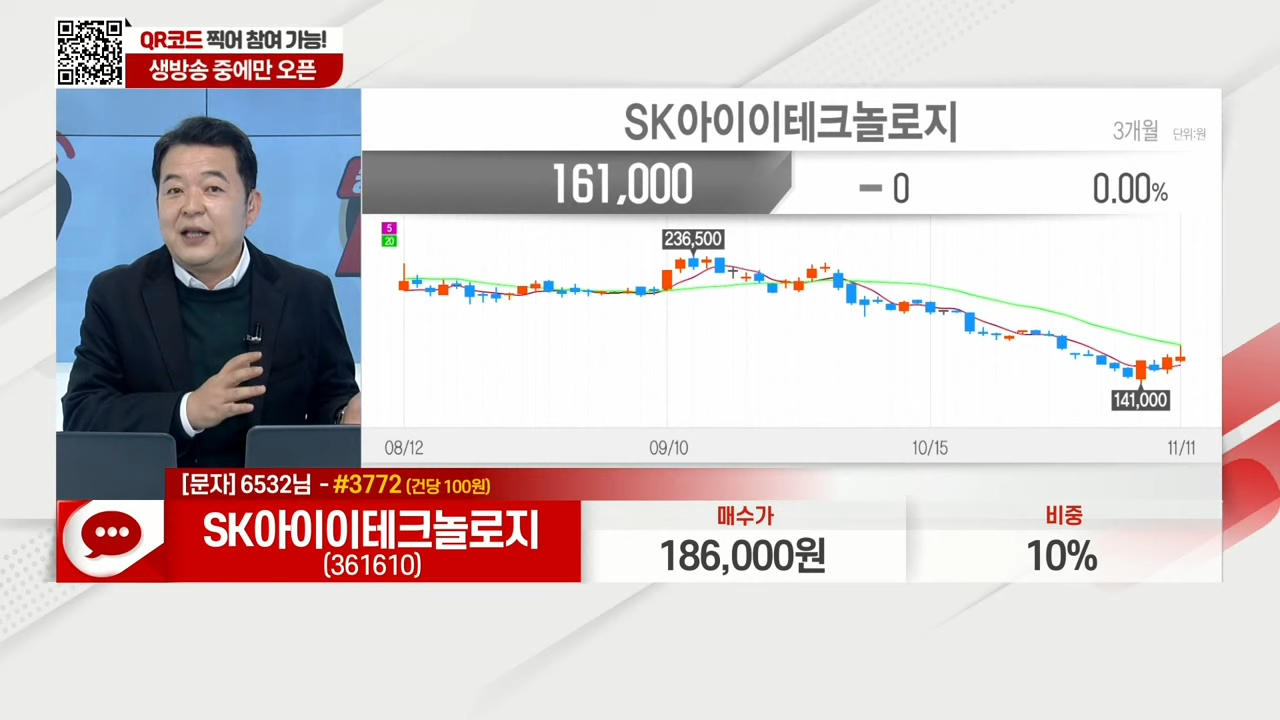 QR코드 찍어 참여 가능!
생방송 중에만 오픈
SK아이이테크놀로지
3개월 단위:원
161,000 0 0.00%
5
20
236,500
141,000
08/12 09/10 10/15 11/11
[문자] 6532님 - #3772 (건당 100원)
SK아이이테크놀로지
(361610)
매수가
186,000원
비중
10%